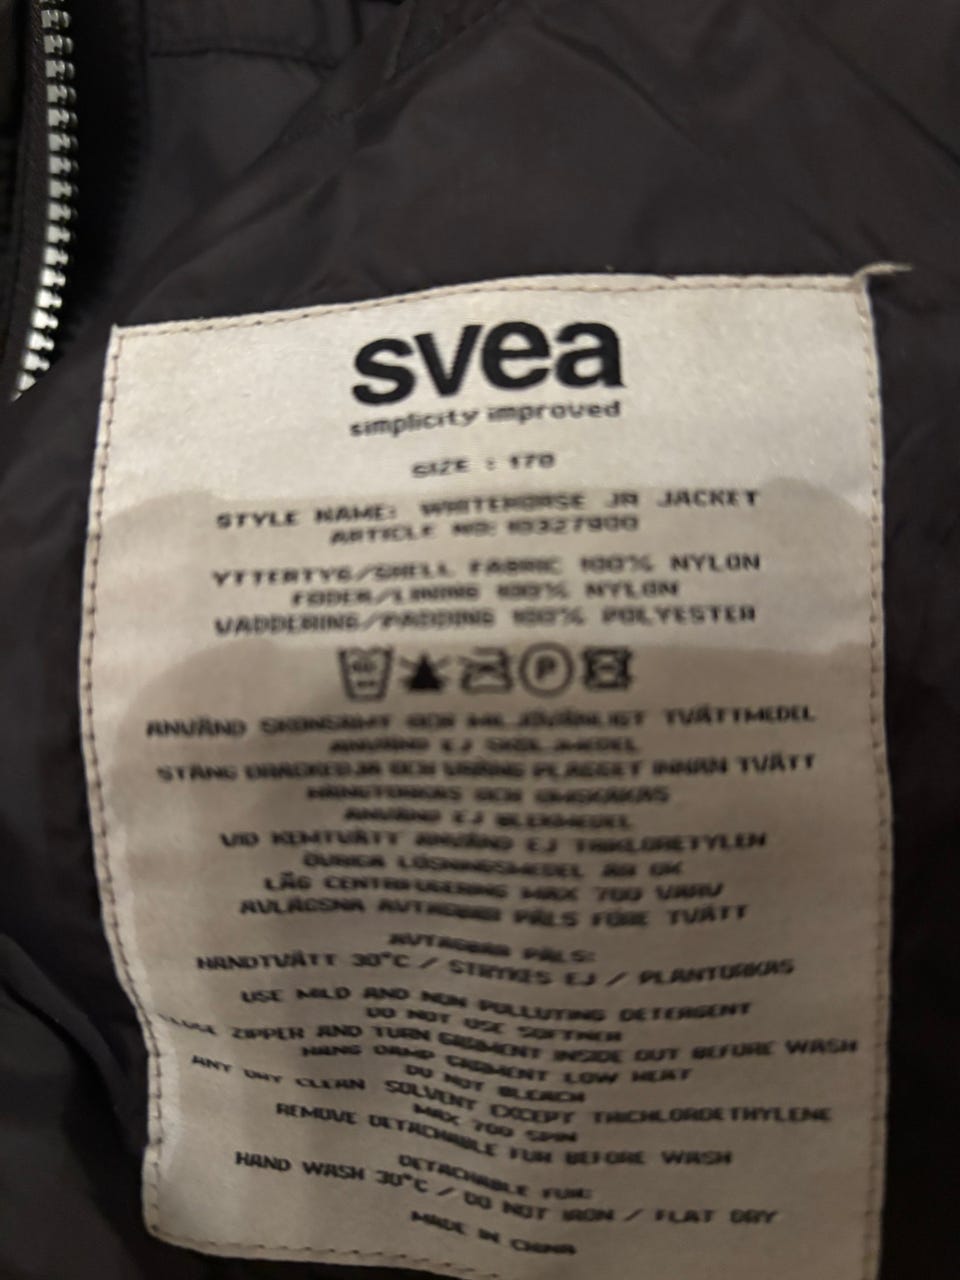 svea
simplicity improved
SIZE : 170
STYLE NAME: WHITEHORSE JR JACKET
ARTICLE NO:
YTTERTYG/SHELL FABRIC 100% NYLON
FODER/LINING 100% NYLON
VADDERING/PADDING 100% POLYESTER
P
ANVÄND SKONSAMT OCH MILJÖVÄNLIGT TVÄTTMEDEL
ANVÄND EJ SKÖLJMEDEL
STÄNG DRAGKEDJA OCH VRÄNG PLAGGET INNAN TVÄTT
HÄNGTORKAS OCH OMSKAKAS
ANVÄND EJ BLEKMEDEL
VID KEMTVÄTT ANVÄND EJ TRIKLORETYLEN
ÖVRIGA LÖSNINGSMEDEL ÄR OK
LÅG CENTRIFUGERING MAX 700 VARV
AVLÄGSNA AVTAGBAR PÄLS FÖRE TVÄTT
AVTAGBAR PÄLS:
HANDTVÄTT 30°C / STRYKES EJ / PLANTORKAS
USE MILD AND NON POLLUTING DETERGENT
DO NOT USE SOFTNER
CLOSE ZIPPER AND TURN GARMENT INSIDE OUT BEFORE WASH
HANG DAMP GARMENT LOW HEAT
DO NOT BLEACH
ANY DRY CLEAN SOLVENT EXCEPT TRICHLOROETHYLENE
MAX 700 SPIN
REMOVE DETACHABLE FUR BEFORE WASH
DETACHABLE FUR:
HAND WASH 30°C / DO NOT IRON / FLAT DRY
MADE IN CHINA